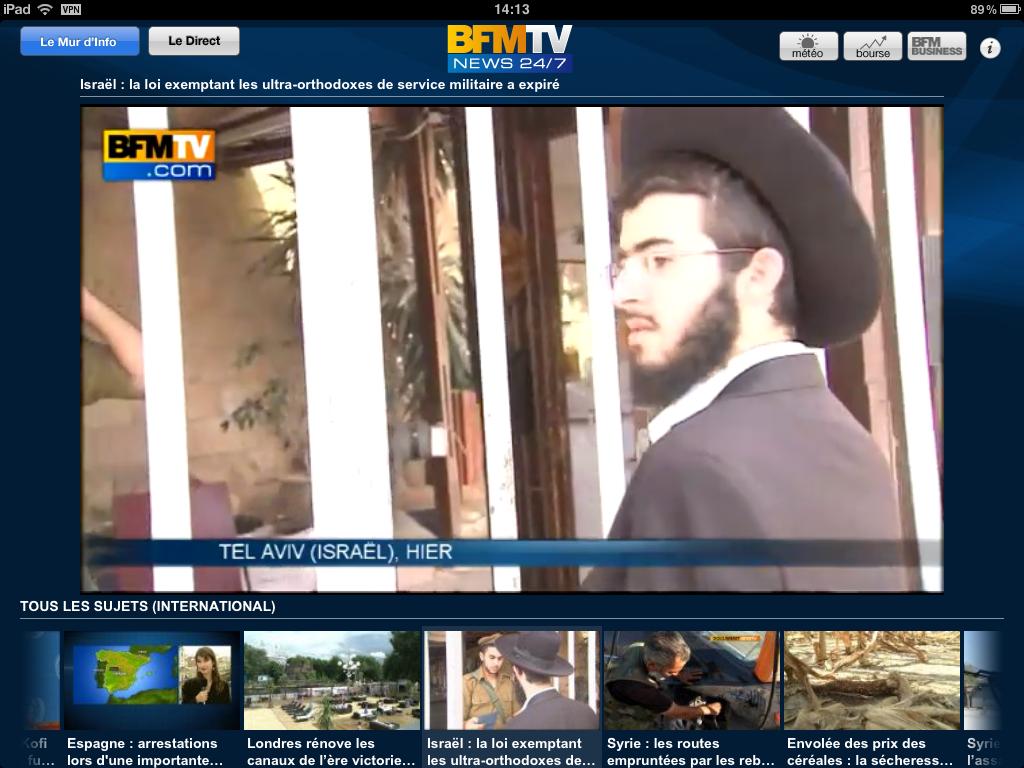 iPad VPN 14:13 89%
Le Mur d'Info Le Direct BFMTV météo bourse BFM BUSINESS i
NEWS 24/7
Israël : la loi exemptant les ultra-orthodoxes de service militaire a expiré
BFMTV
.com
TEL AVIV (ISRAËL), HIER
TOUS LES SUJETS (INTERNATIONAL)
Kofi
fu...
Espagne : arrestations
lors d'une importante...
Londres rénove les
canaux de l'ère victorie...
Israël : la loi exemptant
les ultra-orthodoxes de...
Syrie : les routes
empruntées par les reb...
Envolée des prix des
céréales : la sécheress...
Syrie
l'ass